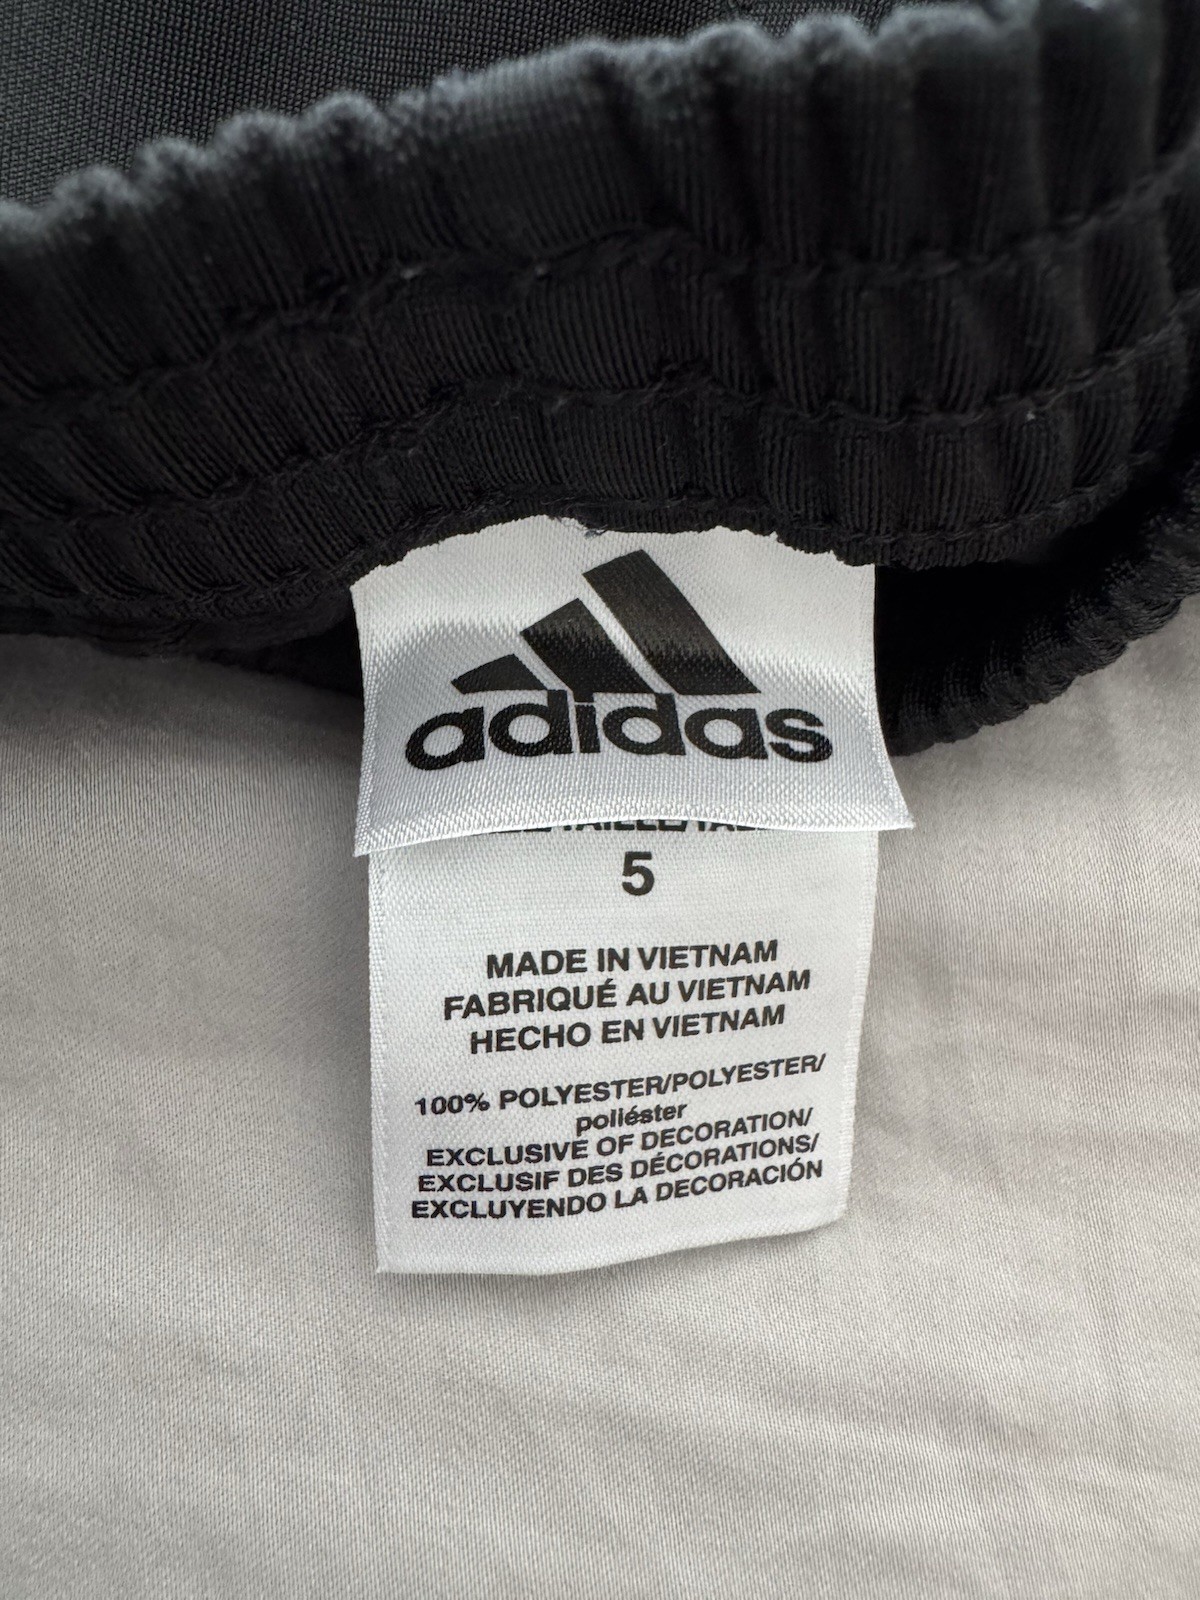 adidas
5
MADE IN VIETNAM
FABRIQUÉ AU VIETNAM
HECHO EN VIETNAM
100% POLYESTER/POLYESTER/
poliéster
EXCLUSIVE OF DECORATION/
EXCLUSIF DES DÉCORATIONS/
EXCLUYENDO LA DECORACIÓN